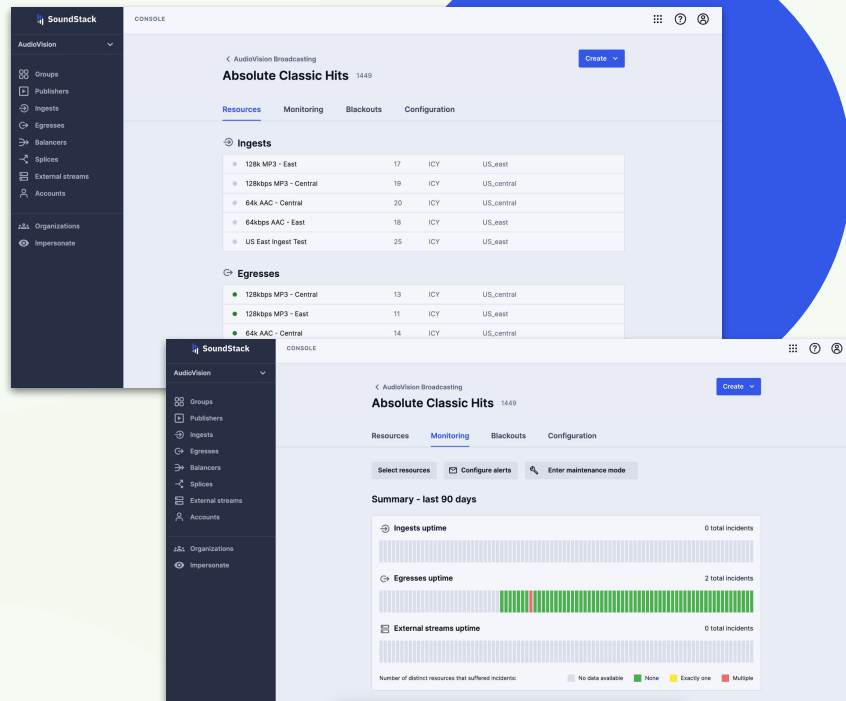 SoundStack
CONSOLE
AudioVision
Groups
Publishers
Ingests
Egresses
Balancers
Splices
External streams
Accounts
Organizations
Impersonate
AudioVision Broadcasting
Absolute Classic Hits 1449
Create
Resources Monitoring Blackouts Configuration
Ingests
128k MP3 - East 17 ICY US_east
128kbps MP3 - Central 19 ICY US_central
64k AAC - Central 20 ICY US_central
64kbps AAC - East 18 ICY US_east
US East Ingest Test 25 ICY US_east
Egresses
128kbps MP3 - Central 13 ICY US_central
128kbps MP3 - East 11 ICY US_east
64k AAC - Central 14 ICY US_central
SoundStack
CONSOLE
AudioVision
Groups
Publishers
Ingests
Egresses
Balancers
Splices
External streams
Accounts
Organizations
Impersonate
AudioVision Broadcasting
Absolute Classic Hits 1449
Create
Resources Monitoring Blackouts Configuration
Select resources Configure alerts Enter maintenance mode
Summary - last 90 days
Ingests uptime 0 total incidents
Egresses uptime 2 total incidents
External streams uptime 0 total incidents
Number of distinct resources that suffered incidents: No data available None Exactly one Multiple